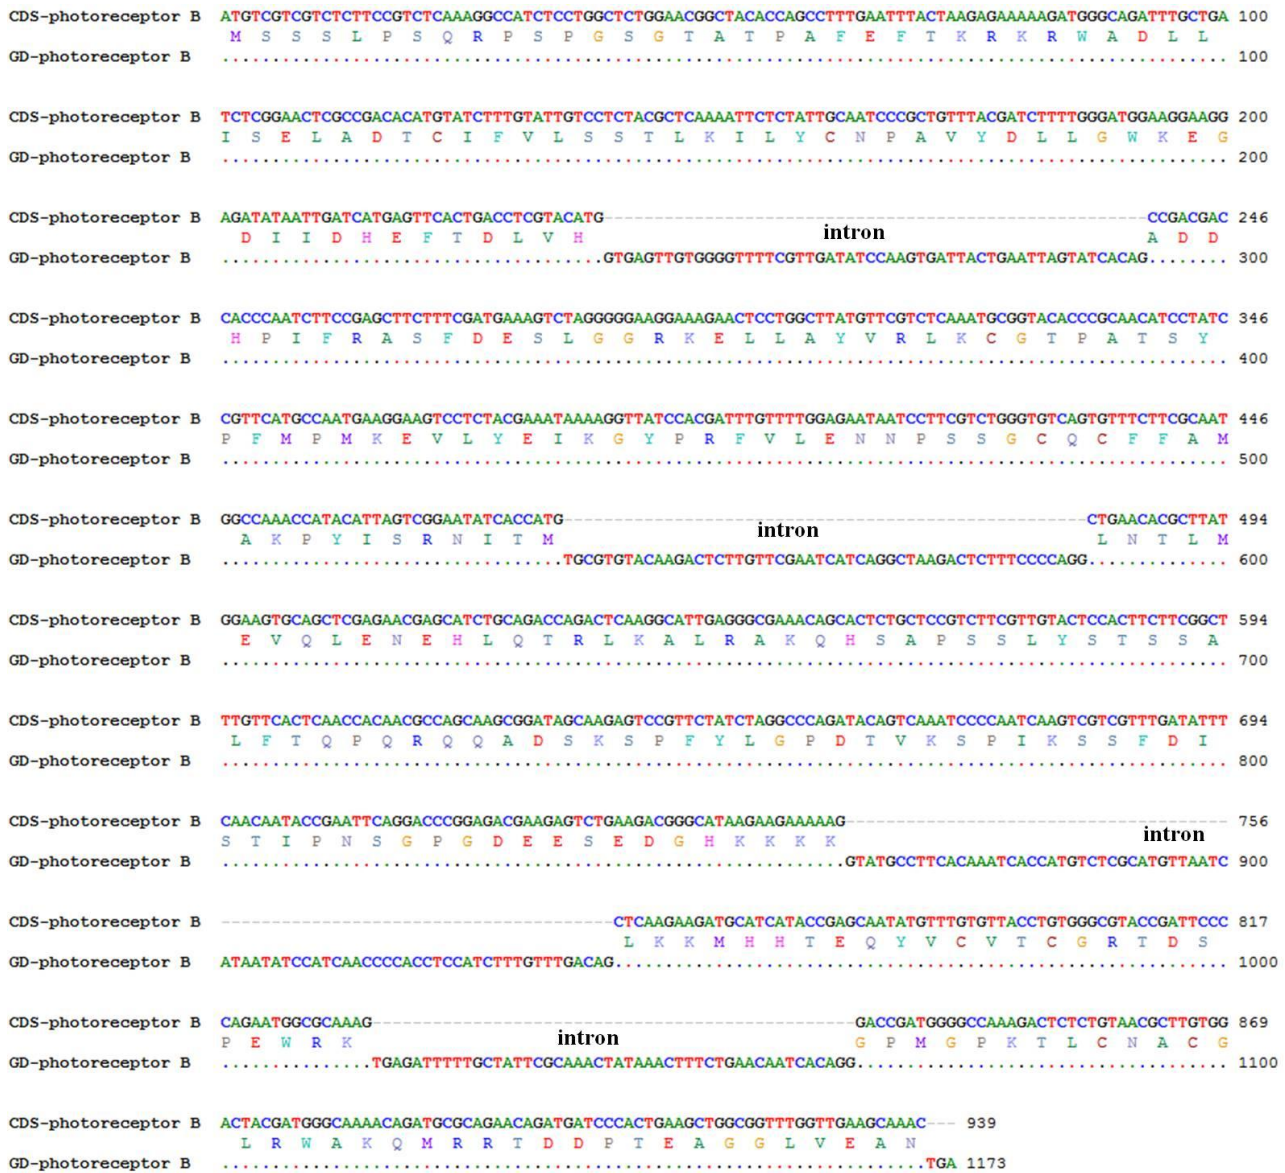 CDS-photoreceptor B ATGTCGTCGTCTCTTCCGTCTCAAAGGCCATCTCCTGGCTCTGGAACGGCTACACCAGCCTTTGAATTTACTAAGAGAAAAAGATGGGCAGATTTGCTGA 100
M S S S L P S Q R P S P G S G T A T P A F E F T K R K R W A D L L
GD-photoreceptor B .................................................................................................... 100
CDS-photoreceptor B TCTCGGAACTCGCCGACACATGTATCTTTGTATTGTCCTCTACGCTCAAAATTCTCTATTGCAATCCCGCTGTTTACGATCTTTTGGGATGGAAGGAAGG 200
I S E L A D T C I F V L S S T L K I L Y C N P A V Y D L L G W K E G
GD-photoreceptor B .................................................................................................... 200
CDS-photoreceptor B AGATATAATTGATCATGAGTTCACTGACCTCGTACATG------------------------------------------------------CCGACGAC 246
D I I D H E F T D L V H intron A D D
GD-photoreceptor B ......................................GTGAGTTGTGGGGTTTTCGTTGATATCCAAGTGATTACTGAATTAGTATCACAG........ 300
CDS-photoreceptor B CACCCAATCTTCCGAGCTTCTTTCGATGAAAGTCTAGGGGGAAGGAAAGAACTCCTGGCTTATGTTCGTCTCAAATGCGGTACACCCGCAACATCCTATC 346
H P I F R A S F D E S L G G R K E L L A Y V R L K C G T P A T S Y
GD-photoreceptor B .................................................................................................... 400
CDS-photoreceptor B CGTTCATGCCAATGAAGGAAGTCCTCTACGAAATAAAAGGTTATCCACGATTTGTTTTGGAGAATAATCCTTCGTCTGGGTGTCAGTGTTTCTTCGCAAT 446
P F M P M K E V L Y E I K G Y P R F V L E N N P S S G C Q C F F A M
GD-photoreceptor B .................................................................................................... 500
CDS-photoreceptor B GGCCAAACCATACATTAGTCGGAATATCACCATG----------------------------------------------------CTGAACACGCTTAT 494
A K P Y I S R N I T M intron L N T L M
GD-photoreceptor B ..................................TGCGTGTACAAGACTCTTGTTCGAATCATCAGGCTAAGACTCTTTCCCCAGG.............. 600
CDS-photoreceptor B GGAAGTGCAGCTCGAGAACGAGCATCTGCAGACCAGACTCAAGGCATTGAGGGCGAAACAGCACTCTGCTCCGTCTTCGTTGTACTCCACTTCTTCGGCT 594
E V Q L E N E H L Q T R L K A L R A K Q H S A P S S L Y S T S S A
GD-photoreceptor B .................................................................................................... 700
CDS-photoreceptor B TTGTTCACTCAACCACAACGCCAGCAAGCGGATAGCAAGAGTCCGTTCTATCTAGGCCCAGATACAGTCAAATCCCCAATCAAGTCGTCGTTTGATATTT 694
L F T Q P Q R Q Q A D S K S P F Y L G P D T V K S P I K S S F D I
GD-photoreceptor B .................................................................................................... 800
CDS-photoreceptor B CAACAATACCGAATTCAGGACCCGGAGACGAAGAGTCTGAAGACGGGCATAAGAAGAAAAAG-------------------------------------- 756
S T I P N S G P G D E E S E D G H K K K K intron
GD-photoreceptor B ..............................................................GTATGCCTTCACAAATCACCATGTCTCGCATGTTAATC 900
CDS-photoreceptor B ---------------------------------------CTCAAGAAGATGCATCATACCGAGCAATATGTTTGTGTTACCTGTGGGCGTACCGATTCCC 817
L K K M H H T E Q Y V C V T C G R T D S
GD-photoreceptor B ATAATATCCATCAACCCCACCTCCATCTTTGTTTGACAG............................................................. 1000
CDS-photoreceptor B CAGAATGGCGCAAAG------------------------------------------------GACCGATGGGGCCAAAGACTCTCTGTAACGCTTGTGG 869
P E W R K intron G P M G P K T L C N A C G
GD-photoreceptor B ...............TGAGATTTTTGCTATTCGCAAACTATAAACTTTCTGAACAATCACAGG..................................... 1100
CDS-photoreceptor B ACTACGATGGGCAAAACAGATGCGCAGAACAGATGATCCCACTGAAGCTGGCGGTTTGGTTGAAGCAAAC--- 939
L R W A K Q M R R T D D P T E A G G L V E A N
GD-photoreceptor B ......................................................................TGA 1173